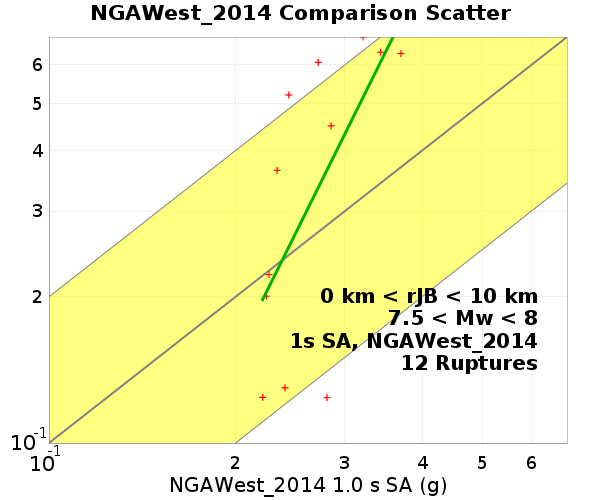 NGAWest_2014 Comparison Scatter
6
5
4
3
2
10-1
10-1
2
3
4
5
6
0 km < rJB < 10 km
7.5 < Mw < 8
1s SA, NGAWest_2014
12 Ruptures
NGAWest_2014 1.0 s SA (g)